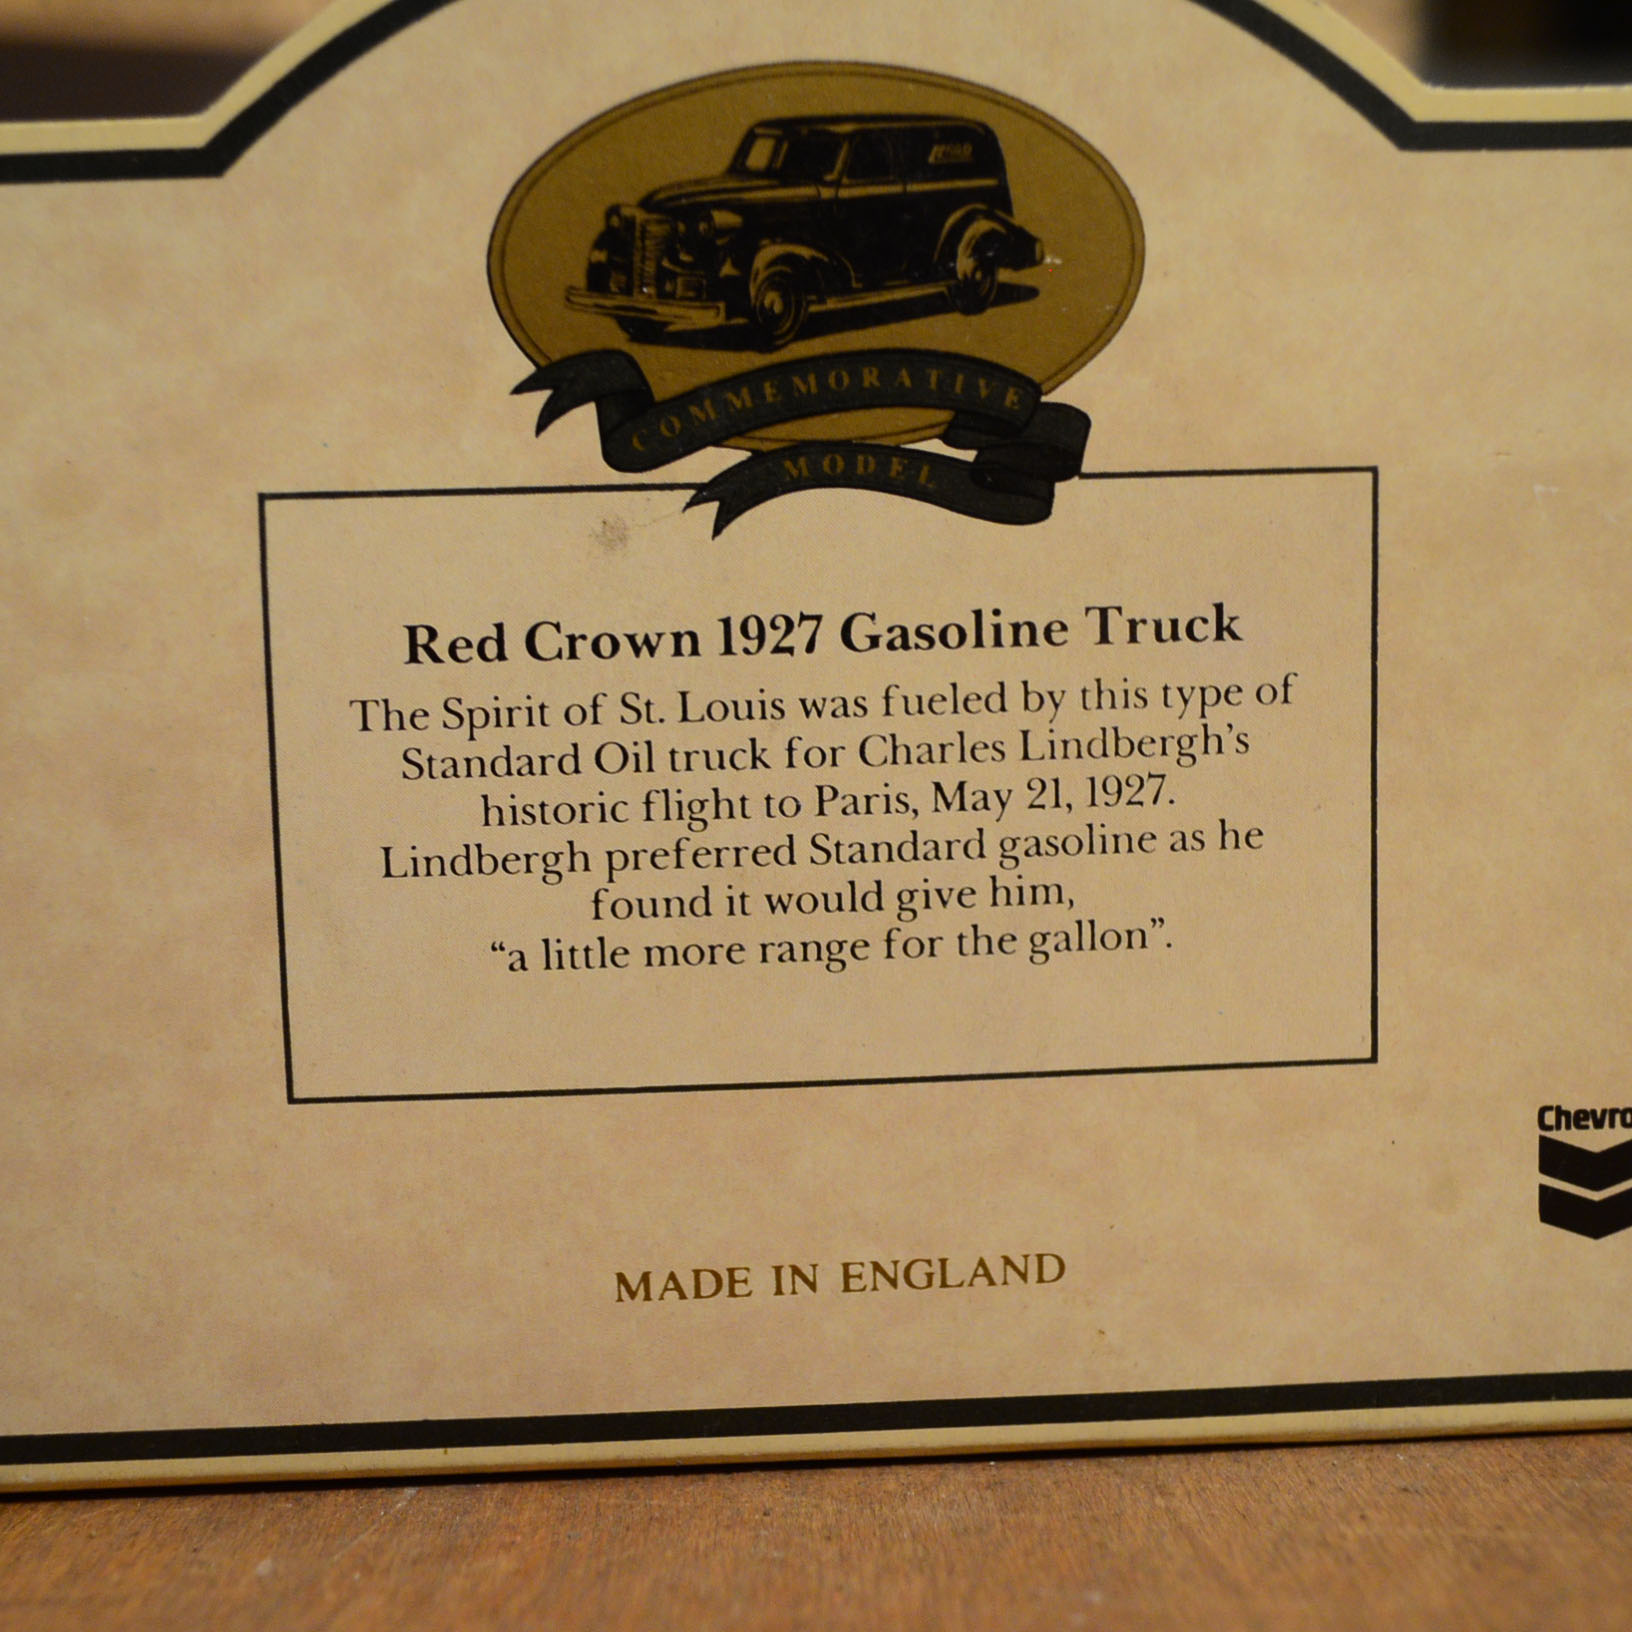 COMMEMORATIVE
MODEL
Red Crown 1927 Gasoline Truck
The Spirit of St. Louis was fueled by this type of
Standard Oil truck for Charles Lindbergh's
historic flight to Paris, May 21, 1927.
Lindbergh preferred Standard gasoline as he
found it would give him,
“a little more range for the gallon”.
Chevro
MADE IN ENGLAND